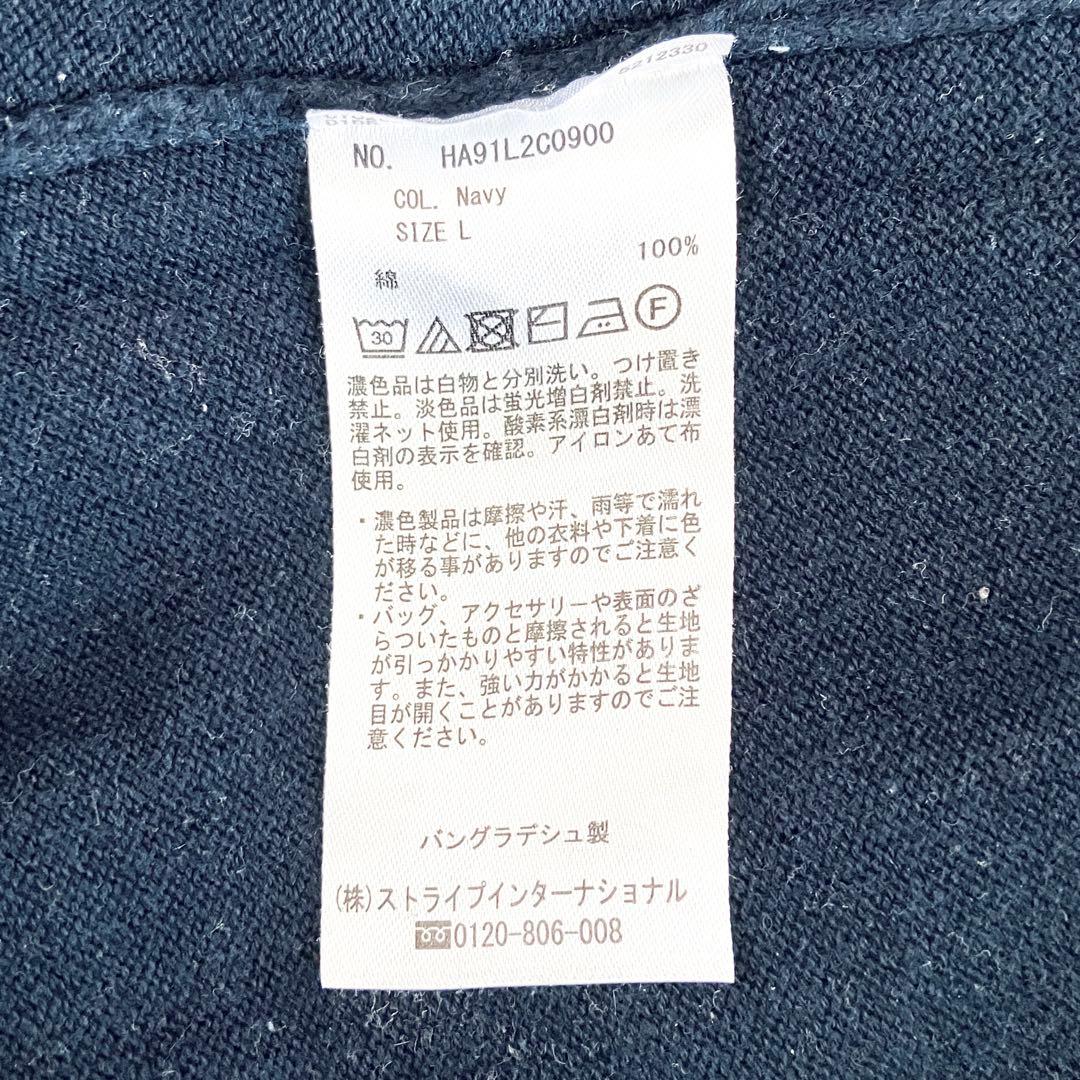 6212330
NO. HA91L2C0900
COL. Navy
SIZE L
100%
綿
30
F
濃色品は白物と分別洗い。つけ置き
禁止。淡色品は蛍光増白剤禁止。洗
濯ネット使用。酸素系漂白剤時は漂
白剤の表示を確認。アイロンあて布
使用。
・濃色製品は摩擦や汗、雨等で濡れ
た時などに、他の衣料や下着に色
が移る事がありますのでご注意く
ださい。
・バッグ、アクセサリーや表面のざ
らついたものと摩擦されると生地
が引っかかりやすい特性がありま
す。また、強い力がかかると生地
目が開くことがありますのでご注
意ください。
バングラデシュ製
(株)ストライプインターナショナル
0120-806-008